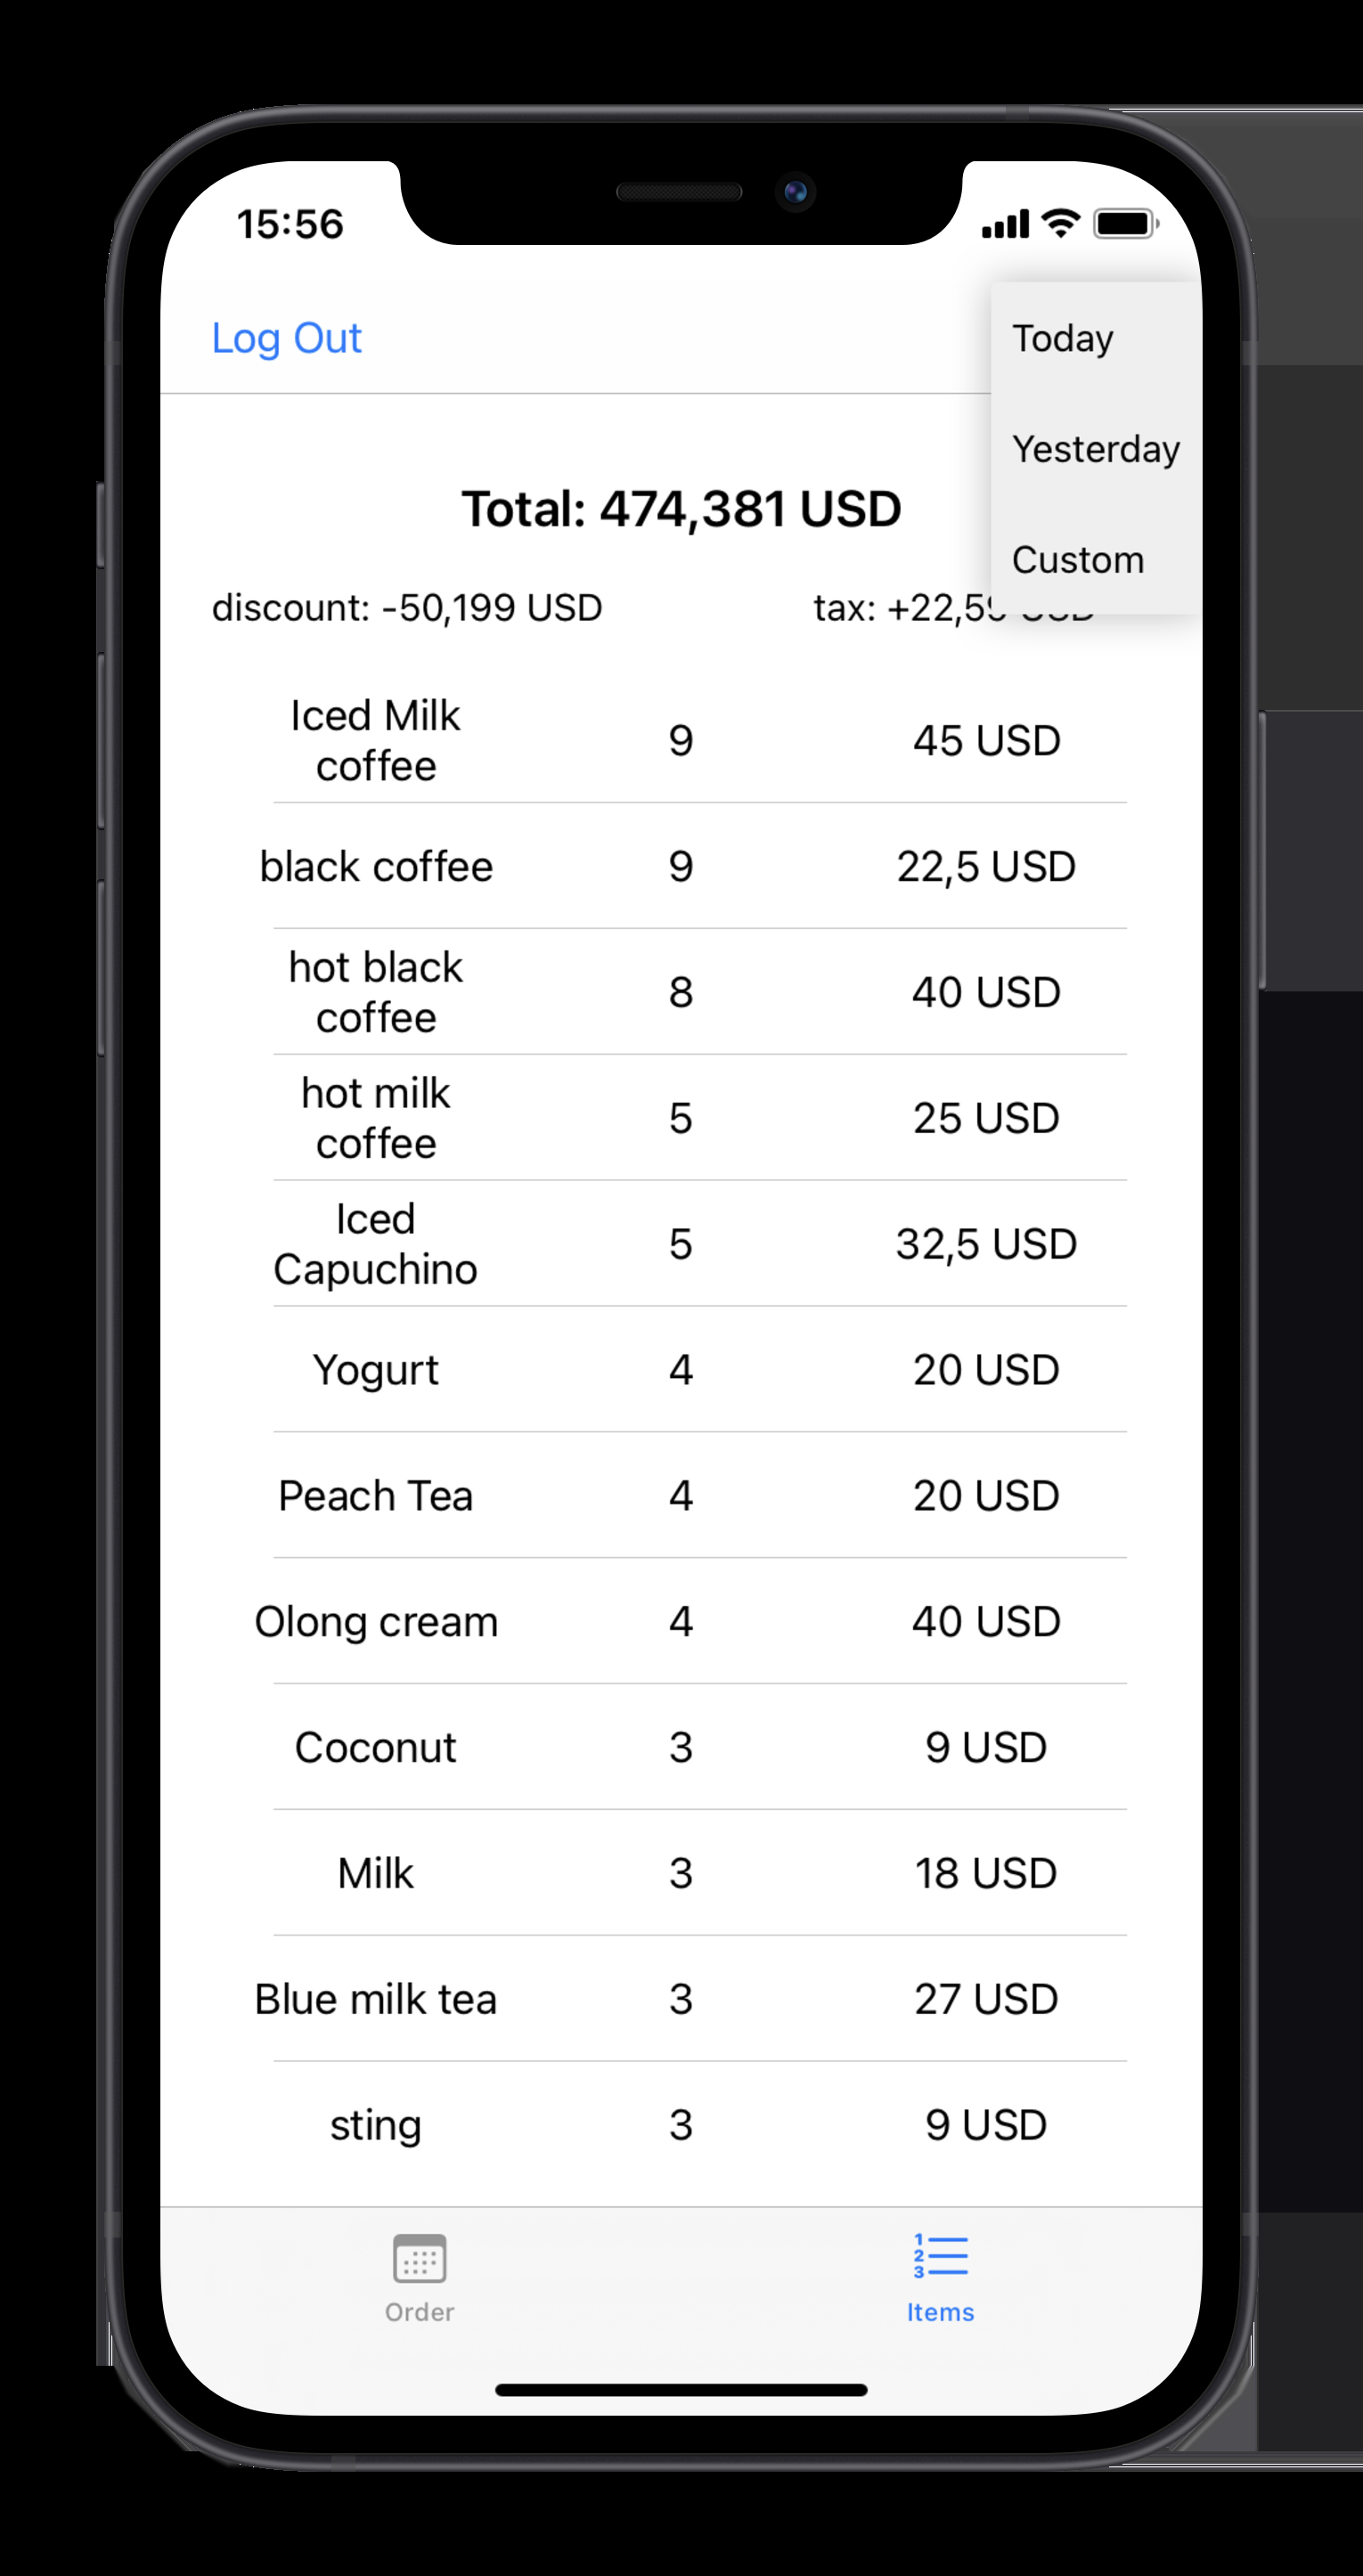 15:56
Log Out
Today
Yesterday
Custom
Total: 474,381 USD
discount: -50,199 USD
tax:
Iced Milk
coffee
9
45 USD
black coffee
9
22,5 USD
hot black
coffee
8
40 USD
hot milk
coffee
5
25 USD
Iced
Capuchino
5
32,5 USD
Yogurt
4
20 USD
Peach Tea
4
20 USD
Olong cream
4
40 USD
Coconut
3
9 USD
Milk
3
18 USD
Blue milk tea
3
27 USD
sting
3
9 USD
1
2
3
Order
Items